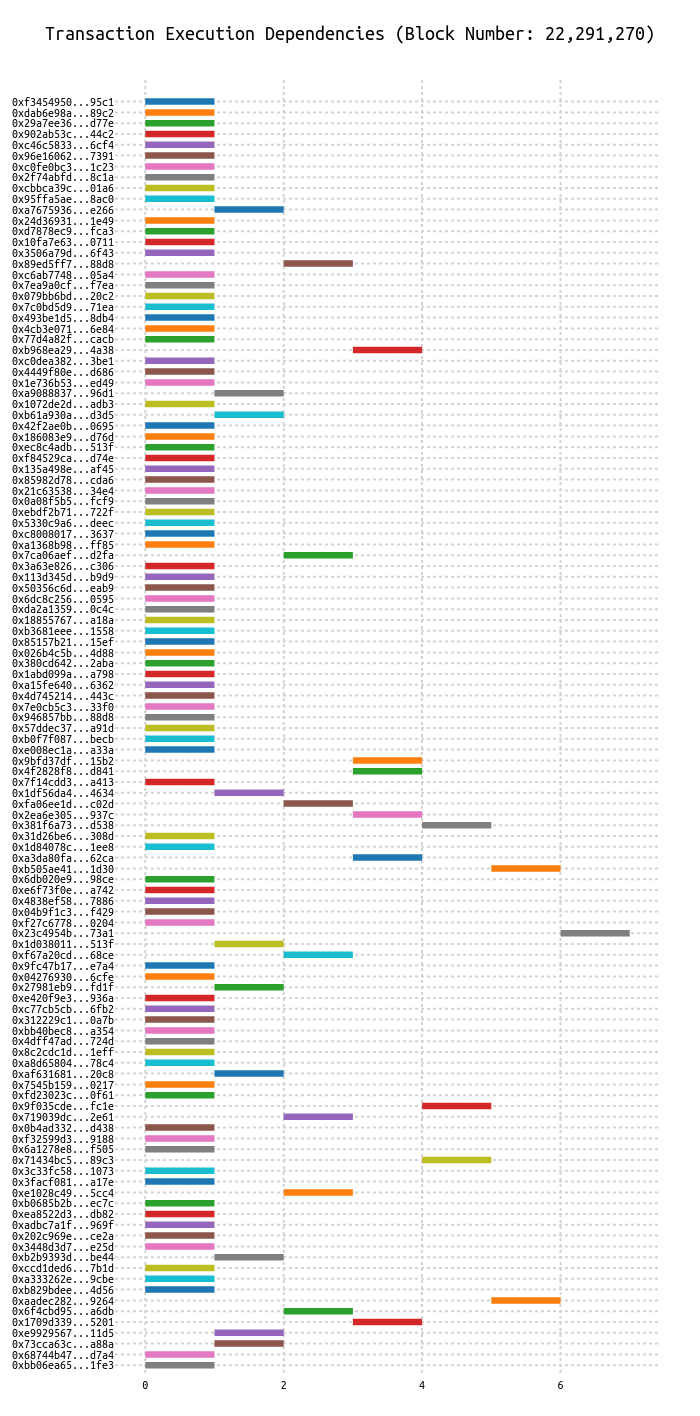 Transaction Execution Dependencies (Block Number: 22,291,270)
0xf3454950...95c1
0xdab6e98a...89c2
0x29a7ee36...d77e
0x902ab53c...44c2
0xc46c5833...6cf4
0x96e16062...7391
0xc0fe0bc3...1c23
0x2f74abfd...8c1a
0xcbbca39c...01a6
0x95ffa5ae...8ac0
0xa7675936...e266
0x24d36931...1e49
0xd7878ec9...fca3
0x10fa7e63...0711
0x3506a79d...6f43
0x89ed5ff7...88d8
0xc6ab7748...05a4
0x7ea9a0cf...f7ea
0x079bb6bd...20c2
0x7c0bd5d9...71ea
0x493be1d5...8db4
0x4cb3e071...6e84
0x77d4a82f...cacb
0xb968ea29...4a38
0xc0dea382...3be1
0x4449f80e...d686
0x1e736b53...ed49
0xa9088837...96d1
0x1072de2d...adb3
0xb61a930a...d3d5
0x42f2ae0b...0695
0x186083e9...d76d
0xec8c4adb...513f
0xf84529ca...d74e
0x135a498e...af45
0x85982d78...cda6
0x21c63538...34e4
0x0a08f5b5...fcf9
0xebdf2b71...722f
0x5330c9a6...deec
0xc8008017...3637
0xa1368b98...ff85
0x7ca06aef...d2fa
0x3a63e826...c306
0x113d345d...b9d9
0x50356c6d...eab9
0x6dc8c256...0595
0xda2a1359...0c4c
0x18855767...a18a
0xb3681eee...1558
0x85157b21...15ef
0x026b4c5b...4d88
0x380cd642...2aba
0x1abd099a...a798
0xa15fe640...6362
0x4d745214...443c
0x7e0cb5c3...33f0
0x946857bb...88d8
0x57ddec37...a91d
0xb0f7f087...becb
0xe008ec1a...a33a
0x9bfd37df...15b2
0x4f2828f8...d841
0x7f14cdd3...a413
0x1df56da4...4634
0xfa06ee1d...c02d
0x2ea6e305...937c
0x381f6a73...d538
0x31d26be6...308d
0x1d84078c...1ee8
0xa3da80fa...62ca
0xb505ae41...1d30
0x6db020e9...98ce
0xe6f73f0e...a742
0x4838ef58...7886
0x04b9f1c3...f429
0xf27c6778...0204
0x23c4954b...73a1
0x1d038011...513f
0xf67a20cd...68ce
0x9fc47b17...e7a4
0x04276930...6cfe
0x27981eb9...fd1f
0xe420f9e3...936a
0xc77cb5cb...6fb2
0x312229c1...0a7b
0xbb40bec8...a354
0x4dff47ad...724d
0x8c2cdc1d...1eff
0xa8d65804...78c4
0xaf631681...20c8
0x7545b159...0217
0xfd23023c...0f61
0x9f035cde...fc1e
0x719039dc...2e61
0x0b4ad332...d438
0xf32599d3...9188
0x6a1278e8...f505
0x71434bc5...89c3
0x3c33fc58...1073
0x3facf081...a17e
0xe1028c49...5cc4
0xb0685b2b...ec7c
0xea8522d3...db82
0xadbc7a1f...969f
0x202c969e...ce2a
0x3448d3d7...e25d
0xb2b9393d...be44
0xccd1ded6...7b1d
0xa333262e...9cbe
0xb829bdee...4d56
0xaadec282...9264
0x6f4cbd95...a6db
0x1709d339...5201
0xe9929567...11d5
0x73cca63c...a88a
0x68744b47...d7a4
0xbb06ea65...1fe3
0 2 4 6